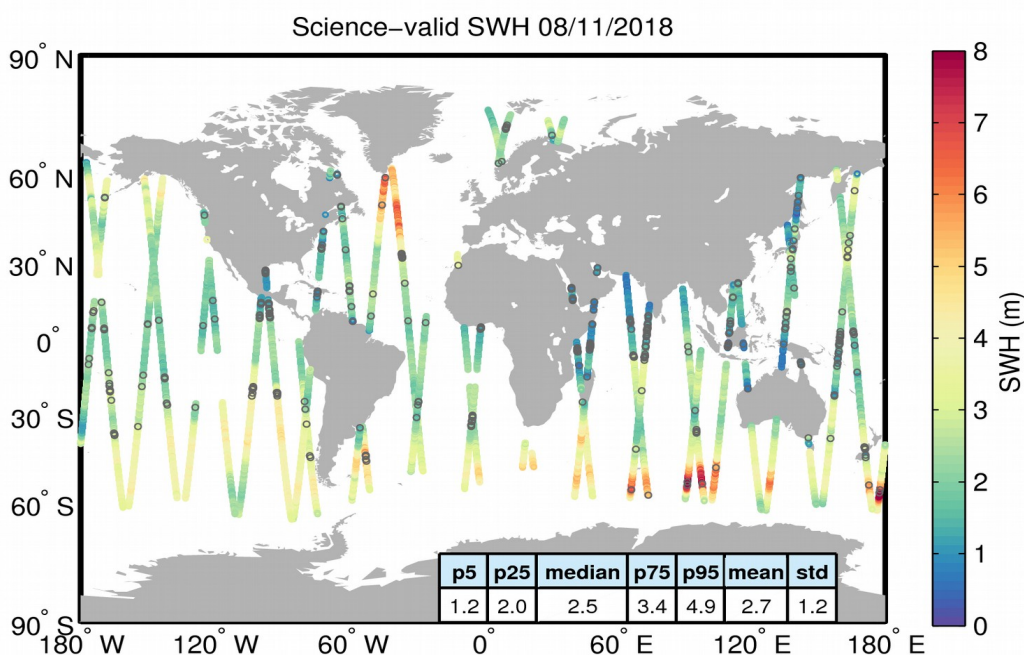 Science−valid SWH 08/11/2018
90° N
60° N
30° N
0°
30° S
60° S
90° S
180° W
120° W
60° W
0°
60° E
120° E
180° E
p5 p25 median p75 p95 mean std
1.2 2.0 2.5 3.4 4.9 2.7 1.2
8
7
6
5
4
3
2
1
0
SWH (m)